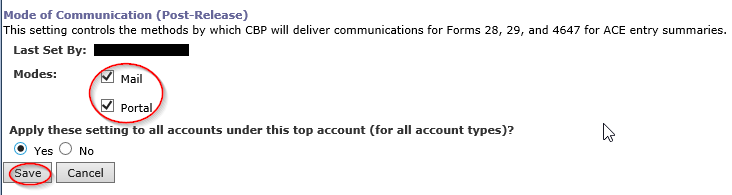 Mode of Communication (Post-Release)
This setting controls the methods by which CBP will deliver communications for Forms 28, 29, and 4647 for ACE entry summaries.
Last Set By:
Modes:
Mail
Portal
Apply these setting to all accounts under this top account (for all account types)?
Yes No
Save Cancel